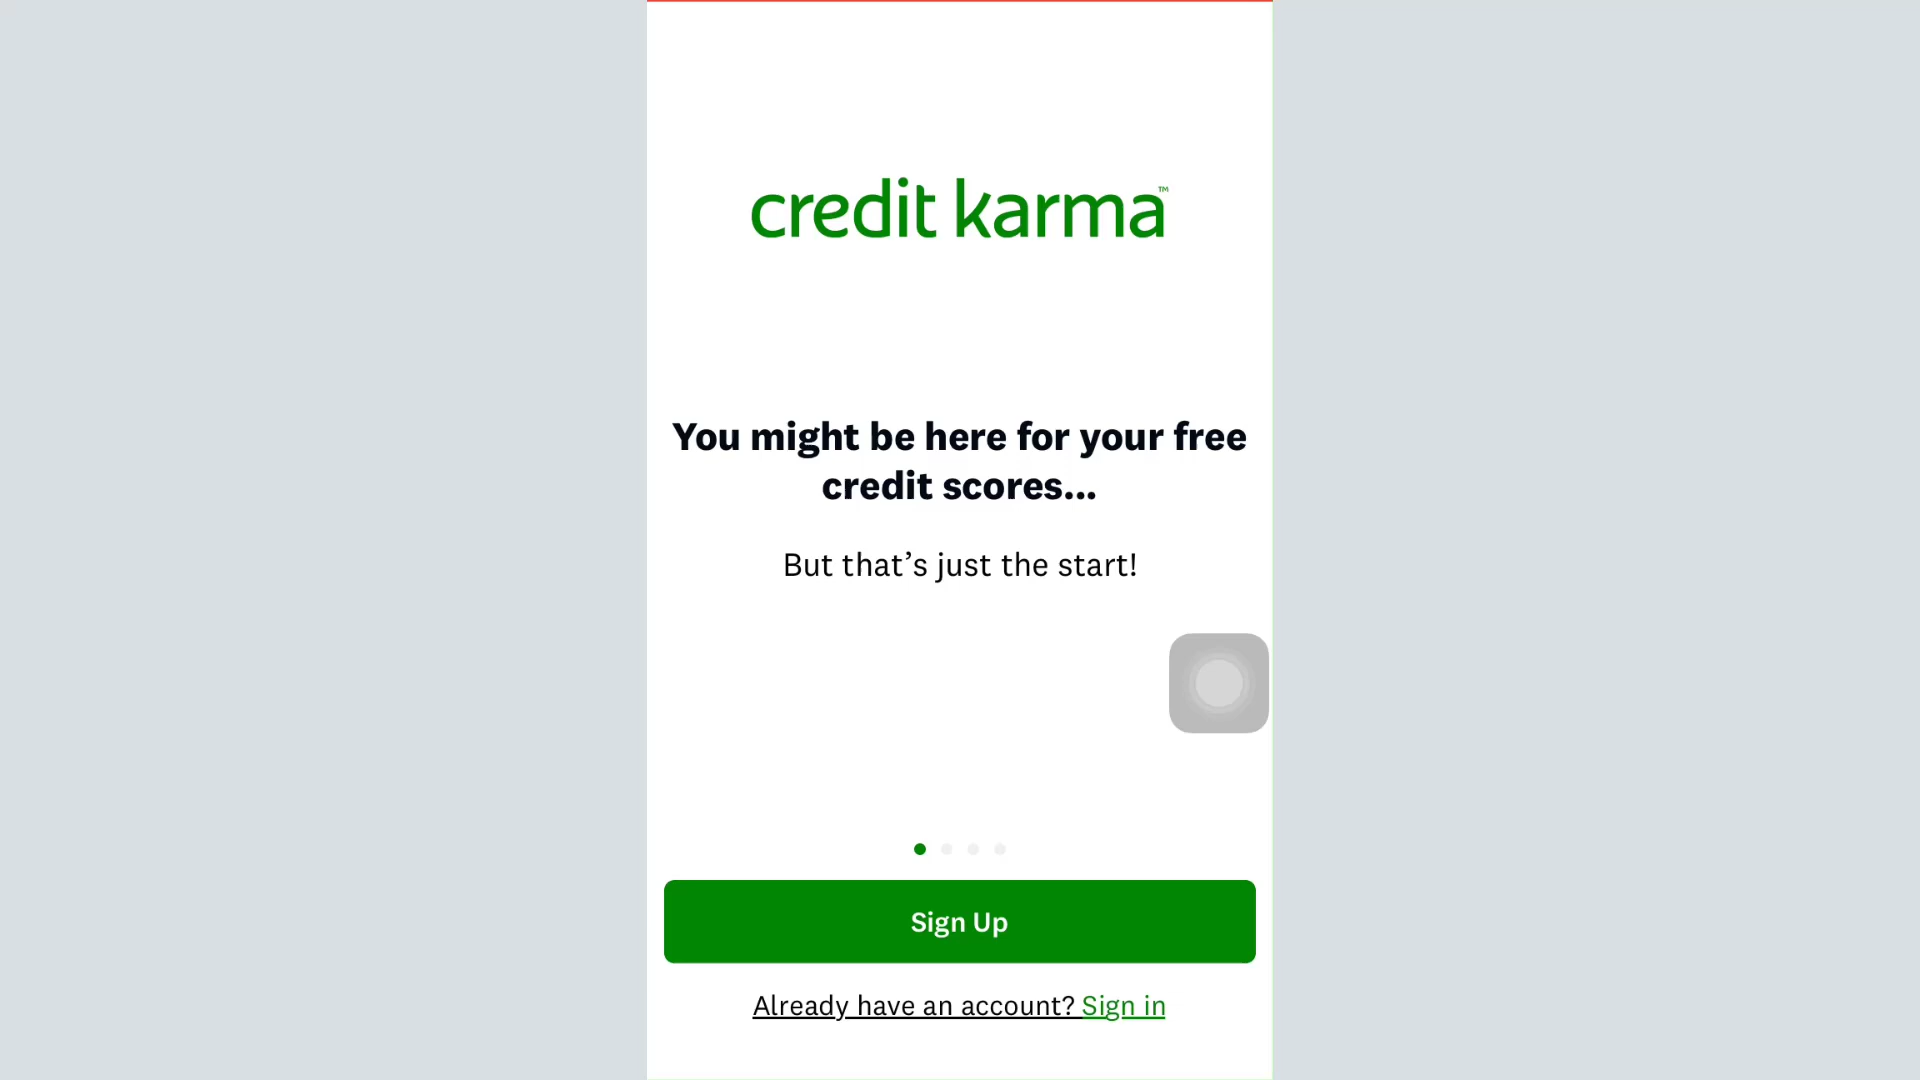 credit karma™
You might be here for your free
credit scores...
But that’s just the start!
Sign Up
Already have an account? Sign in